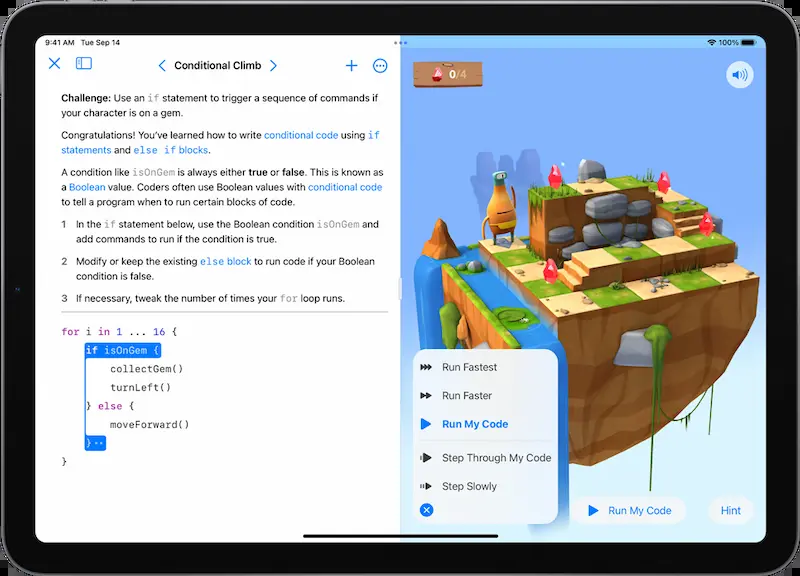 9:41 AM Tue Sep 14
100%
Conditional Climb
0/4
Challenge: Use an if statement to trigger a sequence of commands if
your character is on a gem.
Congratulations! You’ve learned how to write conditional code using if
statements and else if blocks.
A condition like isOnGem is always either true or false. This is known as
a Boolean value. Coders often use Boolean values with conditional code
to tell a program when to run certain blocks of code.
1 In the if statement below, use the Boolean condition isOnGem and
add commands to run if the condition is true.
2 Modify or keep the existing else block to run code if your Boolean
condition is false.
3 If necessary, tweak the number of times your for loop runs.
for i in 1 ... 16 {
if isOnGem {
collectGem()
turnLeft()
} else {
moveForward()
}
}
Run Fastest
Run Faster
Run My Code
Step Through My Code
Step Slowly
Run My Code
Hint